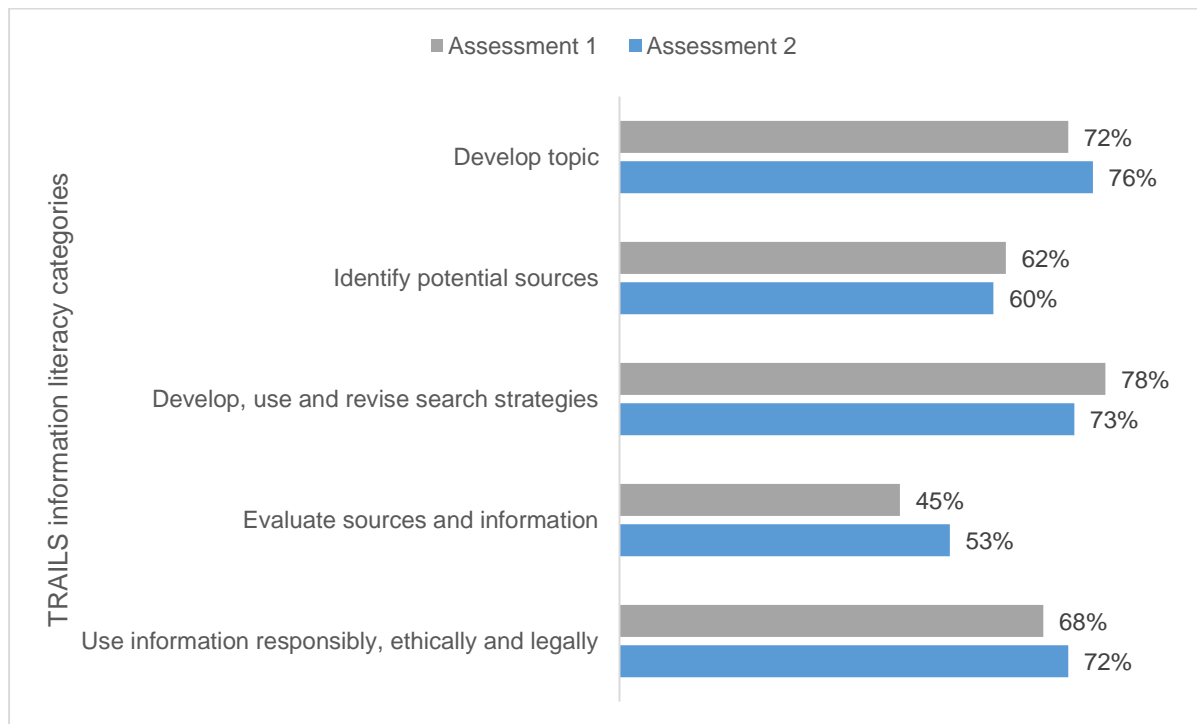 Assessment 1 Assessment 2
TRAILS information literacy categories
Develop topic
72%
76%
Identify potential sources
62%
60%
Develop, use and revise search strategies
78%
73%
Evaluate sources and information
45%
53%
Use information responsibly, ethically and legally
68%
72%